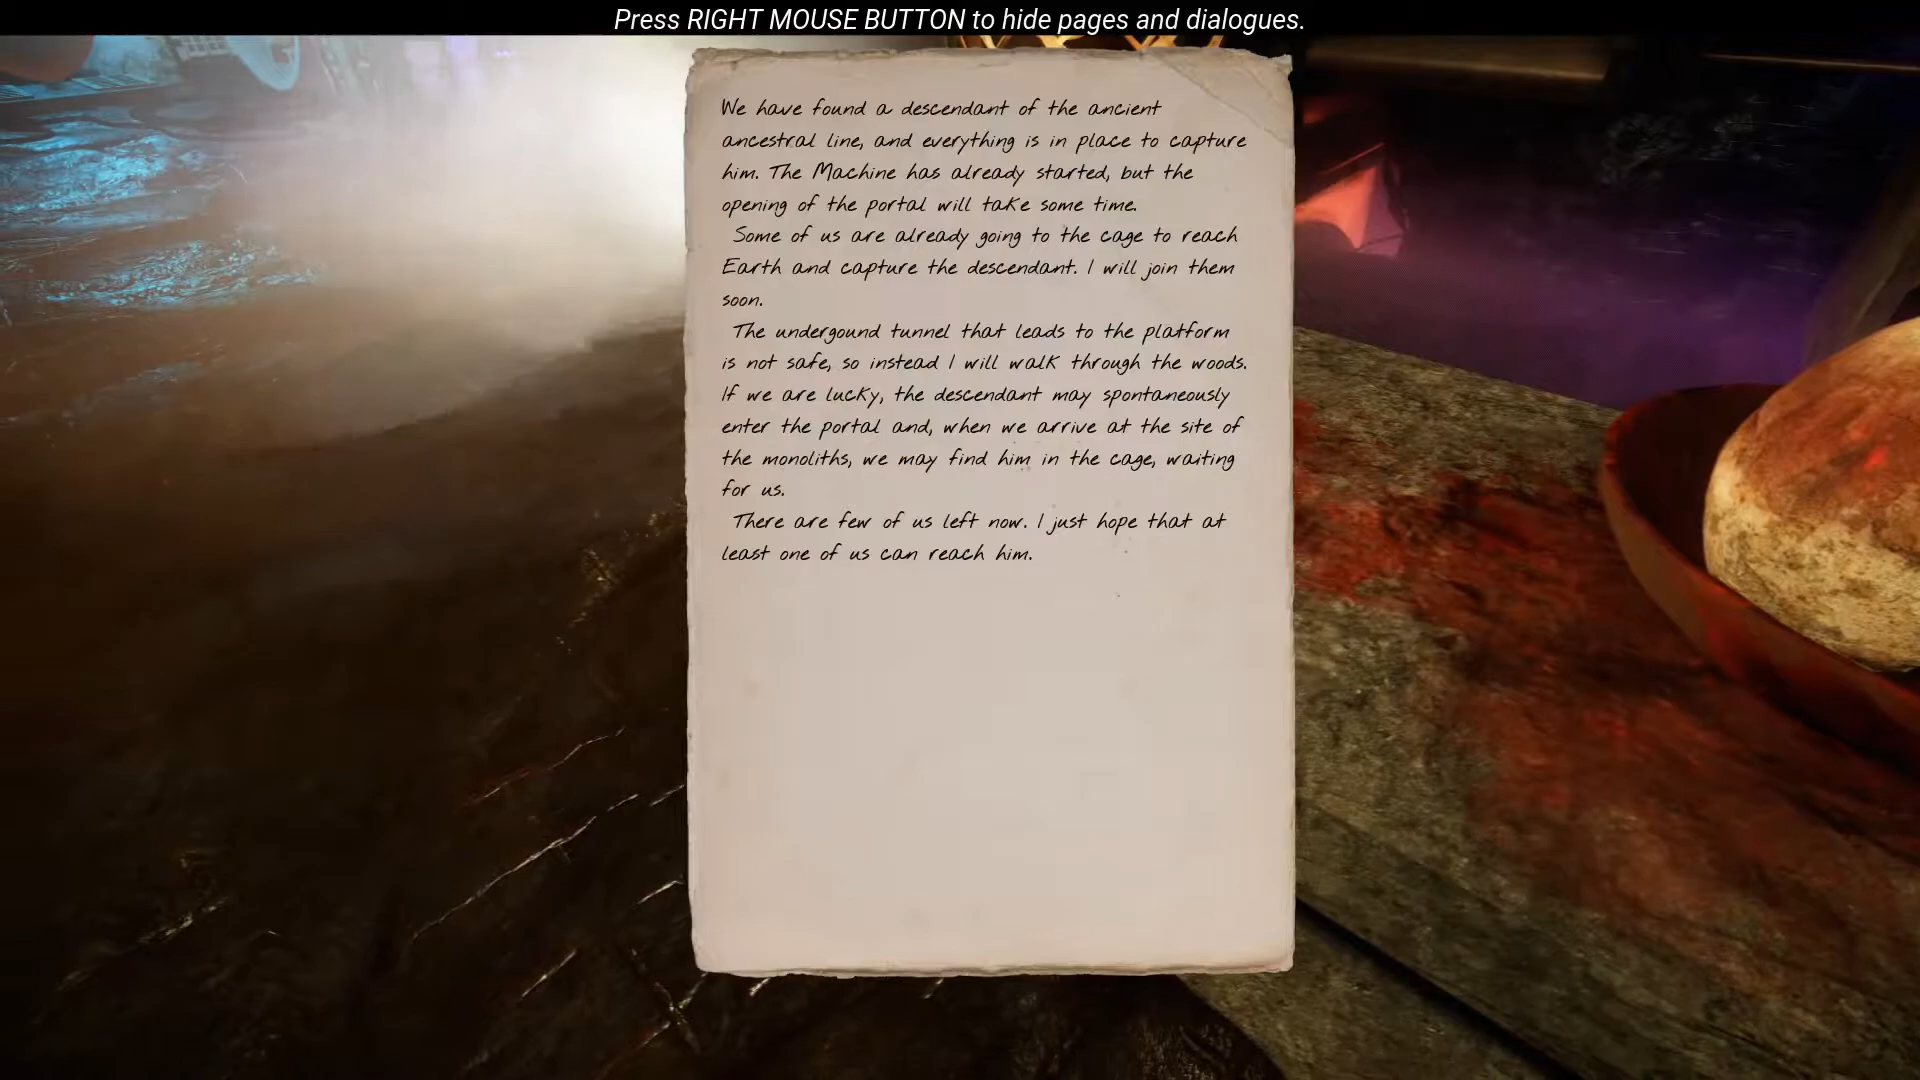 Press RIGHT MOUSE BUTTON to hide pages and dialogues.
We have found a descendant of the ancient
ancestral line, and everything is in place to capture
him. The Machine has already started, but the
opening of the portal will take some time.
Some of us are already going to the cage to reach
Earth and capture the descendant. I will join them
soon.
The undergound tunnel that leads to the platform
is not safe, so instead I will walk through the woods.
If we are lucky, the descendant may spontaneously
enter the portal and, when we arrive at the site of
the monoliths, we may find him in the cage, waiting
for us.
There are few of us left now. I just hope that at
least one of us can reach him.